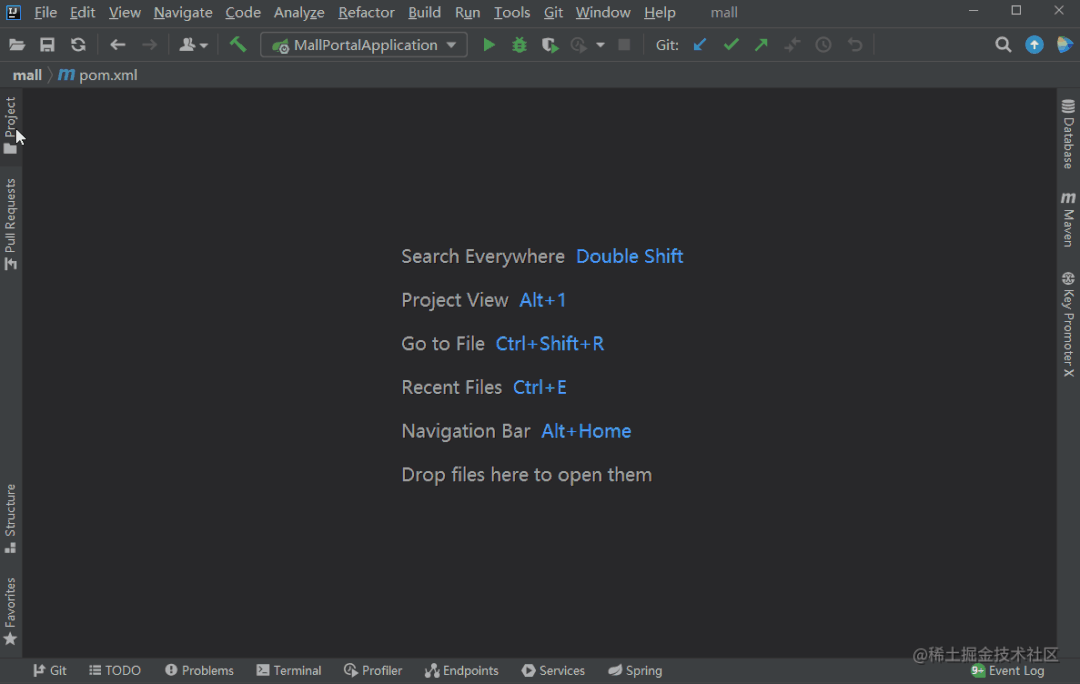 File Edit View Navigate Code Analyze Refactor Build Run Tools Git Window Help mall
MallPortalApplication Git:
mall m pom.xml
Project
Pull Requests
Structure
Favorites
Search Everywhere Double Shift
Project View Alt+1
Go to File Ctrl+Shift+R
Recent Files Ctrl+E
Navigation Bar Alt+Home
Drop files here to open them
Database
m Maven
Key Promoter X
@稀土掘金技术社区
Git TODO Problems Terminal Profiler Endpoints Services Spring 9+ Event Log